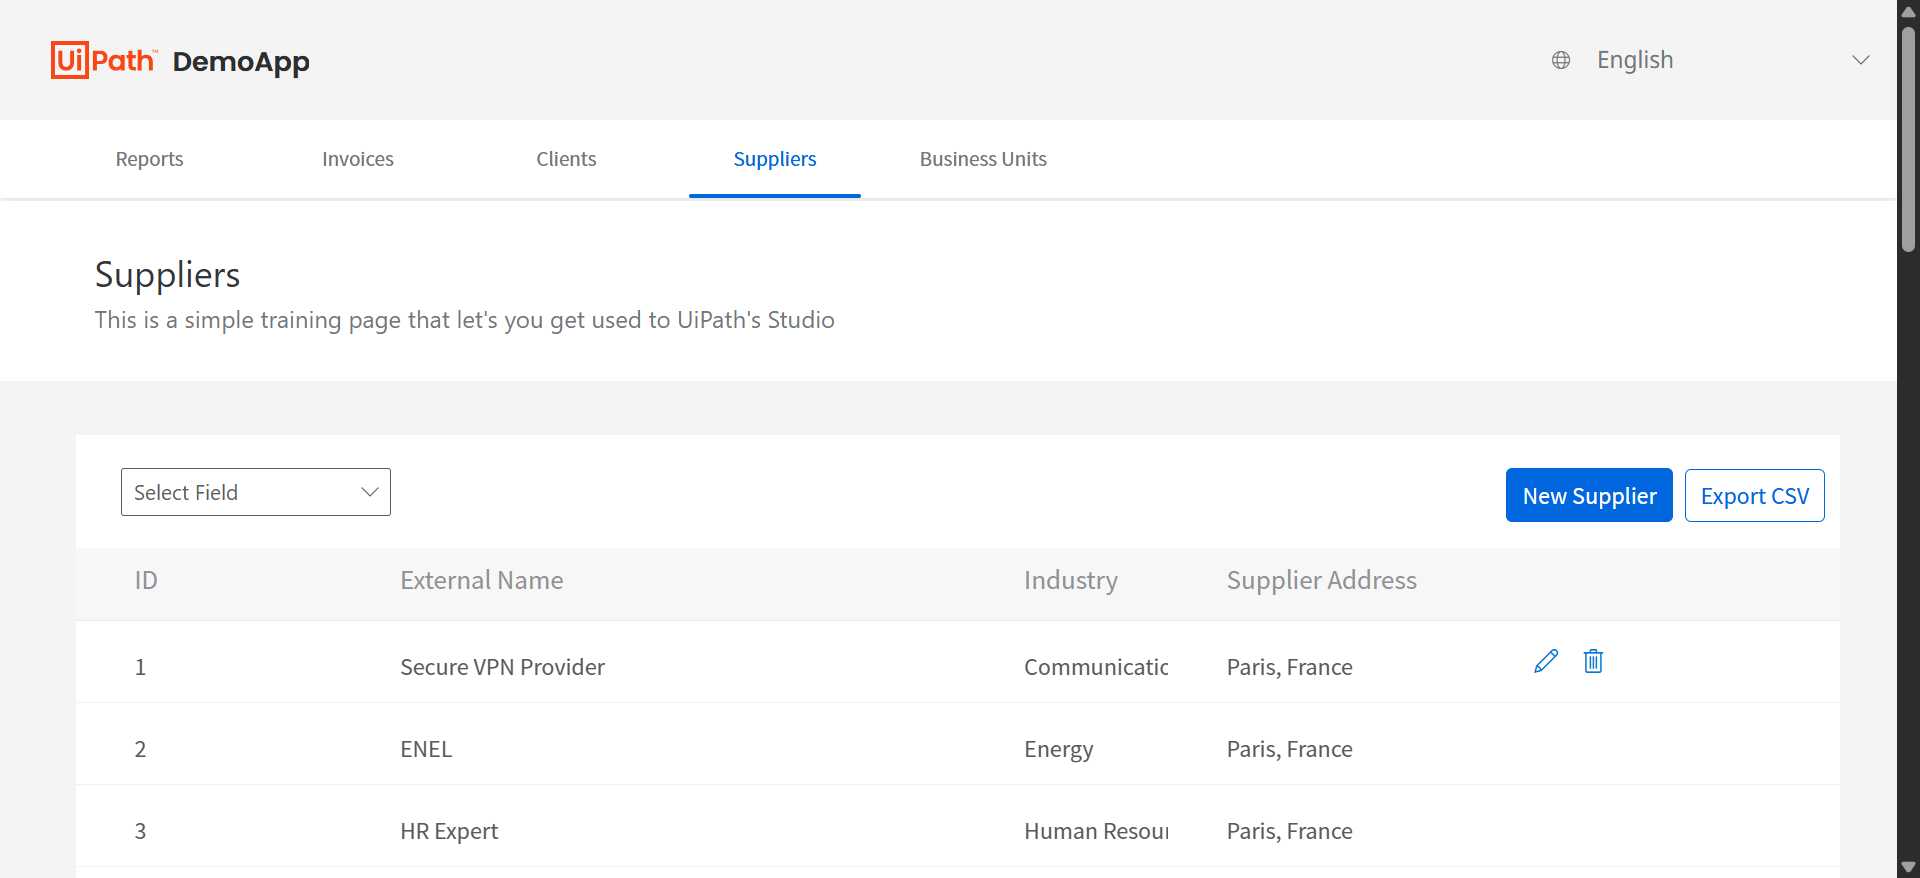 UiPath™ DemoApp
English
Reports Invoices Clients Suppliers Business Units
Suppliers
This is a simple training page that let's you get used to UiPath's Studio
Select Field
New Supplier Export CSV
ID External Name Industry Supplier Address
1 Secure VPN Provider Communicatic Paris, France
2 ENEL Energy Paris, France
3 HR Expert Human Resour Paris, France